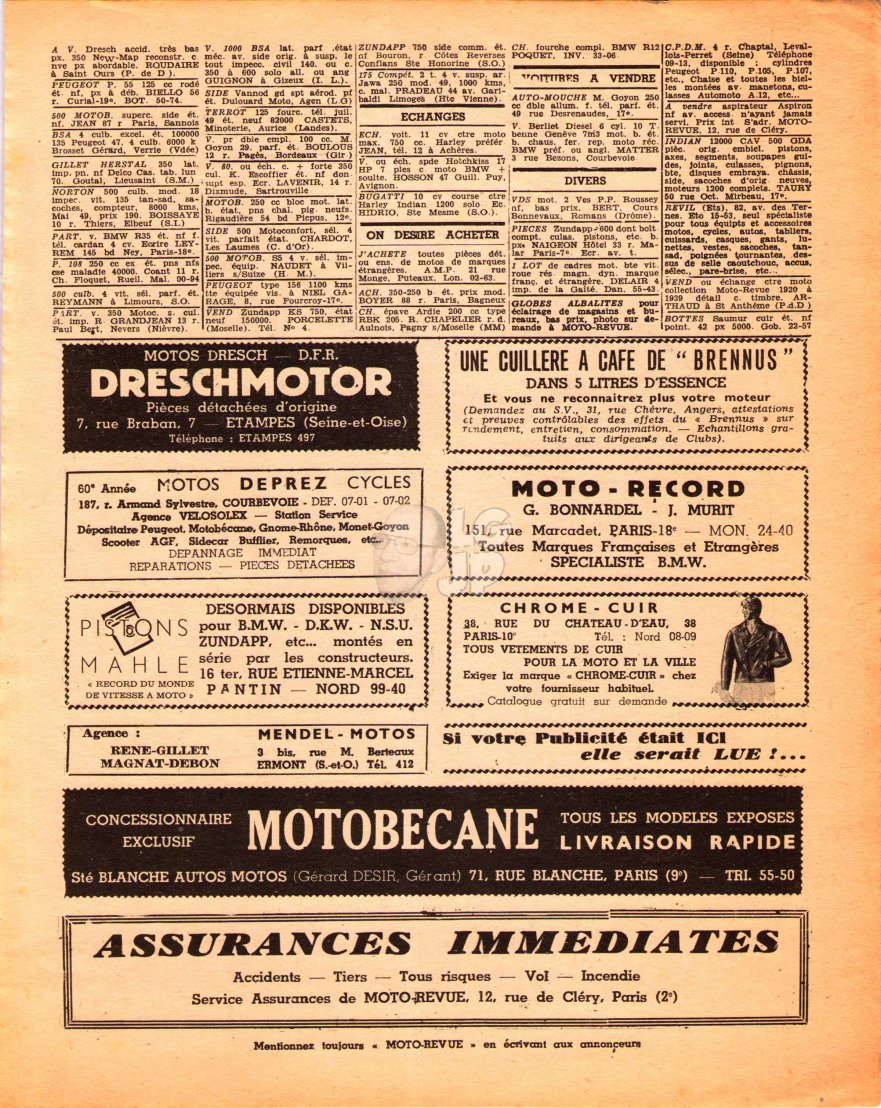 A V. Dresch accid. très bas
px. 350 New-Map reconstr. c
nve px abordable. ROUDAIRE
à Saint Ours (P. de D ).
PEUGEOT P. 55 125 cc rodé
ét. nf, px à déb. BIELLO 56
r. Curial-19e. BOT. 50-74.
500 MOTOB. superc. side ét.
nf. JEAN 87 r Paris, Sannois
BSA 4 culb. excel. ét. 100000
135 Peugeot 47, 4 culb. 6000 k
Brosset Gérard, Verrie (Vdée)
GILLET HERSTAL 350 lat.
imp. pn. nf Delco Cas. tab. lun
70. Goutal, Lieusaint (S.M.)
NORTON 500 culb. mod. 18
impec. vit. 135 tan-sad, sa-
coches, compteur, 8000 kms.
Mai 49, prix 190. BOISSAYE
10 r. Thiers, Elbeuf (S.I.)
PART. v. BMW R35 ét. nf f.
tél. cardan 4 cv. Ecrire LEY-
REM 145 bd Ney, Paris-18e.
P. 108 250 cc ex ét. pns nfs
cse maladie 40000. Coant 11 r.
Ch. Floquet, Rueil. Mal. 00-94
500 culb. 4 vit. sél. parf. ét.
REYMANN à Limours, S.O.
PART. v. 350 Motoc. s. cul.
ét. imp. R. GRANDJEAN 13 r.
Paul Bert, Nevers (Nièvre).
V. 1000 BSA lat. parf .état
méc. av. side orig. à susp. le
tout impecc. civil 140. ou c.
350 à 600 solo all. ou ang
GUIGNON à Gizeux (I. L.).
SIDE Vannod gd spt aérod. pf
ét. Dulouard Moto, Agen (L G)
TERROT 125 fourc. tél. juil.
49 ét. neuf 82000 CASTETS,
Minoterie, Aurice (Landes).
V. pr dble empl. 100 cc. M.
Goyon 29. parf. ét. BOULOUS
12 r. Pagès, Bordeaux (Gir )
V. 80. ou éch. c. + forte 350
cul. K. Escoffier ét. nf don
rupt esp. Ecr. LAVENIR, 14 r.
Dixmude, Sartrouville
MOTOB. 250 cc bloc mot. lat.
b. état, pns chai. pig. neufs
Rigaudière 54 bd Picpus, 12e.
SIDE 500 Motoconfort, sél. 4
vit. parfait état. CHARDOT,
Les Laumes (C. d'Or).
500 MOTOB. S5 4 v. sél. im-
pec. équip. NAUDET à Vil-
liers s/Suize (H. M.).
PEUGEOT type 156 1100 kms
tte équipée vis. à NIEL GA-
RAGE, 8 rue Fourcroy-17e.
VEND Zundapp KS 750, état
neuf 150000. PORCELETTE
(Moselle). Tél. No 4.
ZUNDAPP 750 side comm. ét.
nf Bouron, r Côtes Reverses
Conflans Ste Honorine (S.O.)
175 Compét. 2 t. 4 v. susp. ar.
Jawa 250 mod. 49, 1000 kms,
c. mal. PRADEAU 44 av. Gari-
baldi Limoges (Hte Vienne).
ECHANGES
ECH. voit. 11 cv ctre moto
max. 750 cc. Harley préfér
JEAN, tél. 12 à Achères.
V. ou éch. spde Hotchkiss 17
HP 7 ples c moto BMW +
soulte. HOSSON 47 Guill. Puy,
Avignon.
BUGATTI 10 cv course ctre
Harley Indian 1200 solo Ec.
HIDRIO, Ste Mesme (S.O.).
ON DESIRE ACHETER
J'ACHETE toutes pièces dét.
ou ens. de motos de marques
étrangères. A.M.P. 21 rue
Monge, Puteaux. Lon. 02-63.
ACH. 350-250 b ét. prix mod.
BOYER 88 r. Paris, Bagneux
CH. épave Ardie 200 cc type
RBK 205. R. CHAPELIER r. d.
Aulnois, Pagny s/Moselle (MM)
CH. fourche compl. BMW R12
POQUET, INV. 33-06
VOITURES A VENDRE
AUTO-MOUCHE M. Goyon 250
cc dble allum. f. tél. parf. ét.
49 rue Desrenaudes, 17e.
V. Berliet Diesel 6 cyl. 10 T.
benne Genève 7m3 mot. b. ét.
b. chaus. fer. rep. moto réc.
BMW préf. ou angl. MATTER
3 rue Bezons, Courbevoie
DIVERS
VDS mot. 2 Ves P.P. Roussey
nf, bas prix. BERT, Cours
Bonnevaux, Romans (Drôme).
PIECES Zundapp-600 dont bolt.
compt. culas. pistons, etc. b.
px NAIGEON Hôtel 33 r. Ma-
lar Paris-7e. Ecr. av. t.
J LOT de cadres mot. bte vit.
roue rés magn. dyn. marque
franç. et étrangère. DELAIR 4
imp. de la Gaîté. Dan. 55-43.
GLOBES ALBALITES pour
éclairage de magasins et bu-
reaux, bas prix, photo sur de-
mande à MOTO-REVUE.
C.P.D.M. 4 r. Chaptal, Leval-
lois-Perret (Seine) Téléphone
09-13, disponible : cylindres
Peugeot P.110, P.105, P.107,
etc., Chaise et toutes les biel-
les montées av. manetons, cu-
lasses Automoto A.12, etc...
A vendre aspirateur Aspiron
nf av. access. n'ayant jamais
servi. Prix int S'adr. MOTO-
REVUE, 12, rue de Cléry.
INDIAN 12000 CAV 500 GDA
pièc. orig. embiel. pistons,
axes, segments, soupapes gui-
des, joints, culasses, pignons,
bte, disques embraya. châssis,
side, sacoches d'orig neuves,
moteurs 1200 complets. TAURY
50 rue Oct. Mirbeau, 17e.
REVIL (Ets), 82, av. des Ter-
nes. Eto 15-53, seul spécialiste
pour tous équipts et accessoires
motos, cycles, autos, tabliers,
cuissards, casques, gants, lu-
nettes, vestes, sacoches, tan-
sad, poignées tournantes, des-
sus de selle caoutchouc, accus,
sélec., pare-brise, etc...
VEND ou échange ctre moto
collection Moto-Revue 1920 à
1939 détail c. timbre. AR-
THAUD à St Anthème (P.d.D )
BOTTES Saumur cuir ét. nf
point. 42 px 5000. Gob. 22-57
MOTOS DRESCH — D.F.R.
DRESCHMOTOR
Pièces détachées d'origine
7, rue Braban, 7 — ETAMPES (Seine-et-Oise)
Téléphone : ETAMPES 497
UNE CUILLERE A CAFE DE " BRENNUS "
DANS 5 LITRES D'ESSENCE
Et vous ne reconnaitrez plus votre moteur
(Demandez au S.V., 31, rue Chèvre, Angers, attestations
et preuves contrôlables des effets du « Brennus » sur
rendement, entretien, consommation. — Echantillons gra-
tuits aux dirigeants de Clubs).
60e Année MOTOS DEPREZ CYCLES
187, r. Armand Sylvestre, COURBEVOIE - DEF. 07-01 - 07-02
Agence VELOSOLEX — Station Service
Dépositaire Peugeot, Motobécane, Gnome-Rhône, Monet-Goyon
Scooter AGF, Sidecar Bufflier, Remorques, etc..
DEPANNAGE IMMEDIAT
REPARATIONS — PIECES DETACHEES
MOTO - RECORD
G. BONNARDEL - J. MURIT
151, rue Marcadet, PARIS-18e — MON. 24-40
Toutes Marques Françaises et Etrangères
SPECIALISTE B.M.W.
PISTONS
MAHLE
« RECORD DU MONDE
DE VITESSE A MOTO »
DESORMAIS DISPONIBLES
pour B.M.W. - D.K.W. - N.S.U.
ZUNDAPP, etc... montés en
série par les constructeurs.
16 ter, RUE ETIENNE-MARCEL
PANTIN — NORD 99-40
CHROME - CUIR
38, RUE DU CHATEAU-D'EAU, 38
PARIS-10e Tél. : Nord 08-09
TOUS VETEMENTS DE CUIR
POUR LA MOTO ET LA VILLE
Exiger la marque « CHROME-CUIR » chez
votre fournisseur habituel.
Catalogue gratuit sur demande
Agence :
RENE-GILLET
MAGNAT-DEBON
MENDEL - MOTOS
3 bis, rue M. Berteaux
ERMONT (S.-et-O.) Tél. 412
Si votre Publicité était ICI
elle serait LUE !...
CONCESSIONNAIRE
EXCLUSIF
MOTOBECANE
TOUS LES MODELES EXPOSES
LIVRAISON RAPIDE
Sté BLANCHE AUTOS MOTOS (Gérard DESIR, Gérant) 71, RUE BLANCHE, PARIS (9e) — TRI. 55-50
ASSURANCES IMMEDIATES
Accidents — Tiers — Tous risques — Vol — Incendie
Service Assurances de MOTO-REVUE, 12, rue de Cléry, Paris (2e)
Mentionnez toujours « MOTO-REVUE » en écrivant aux annonceurs